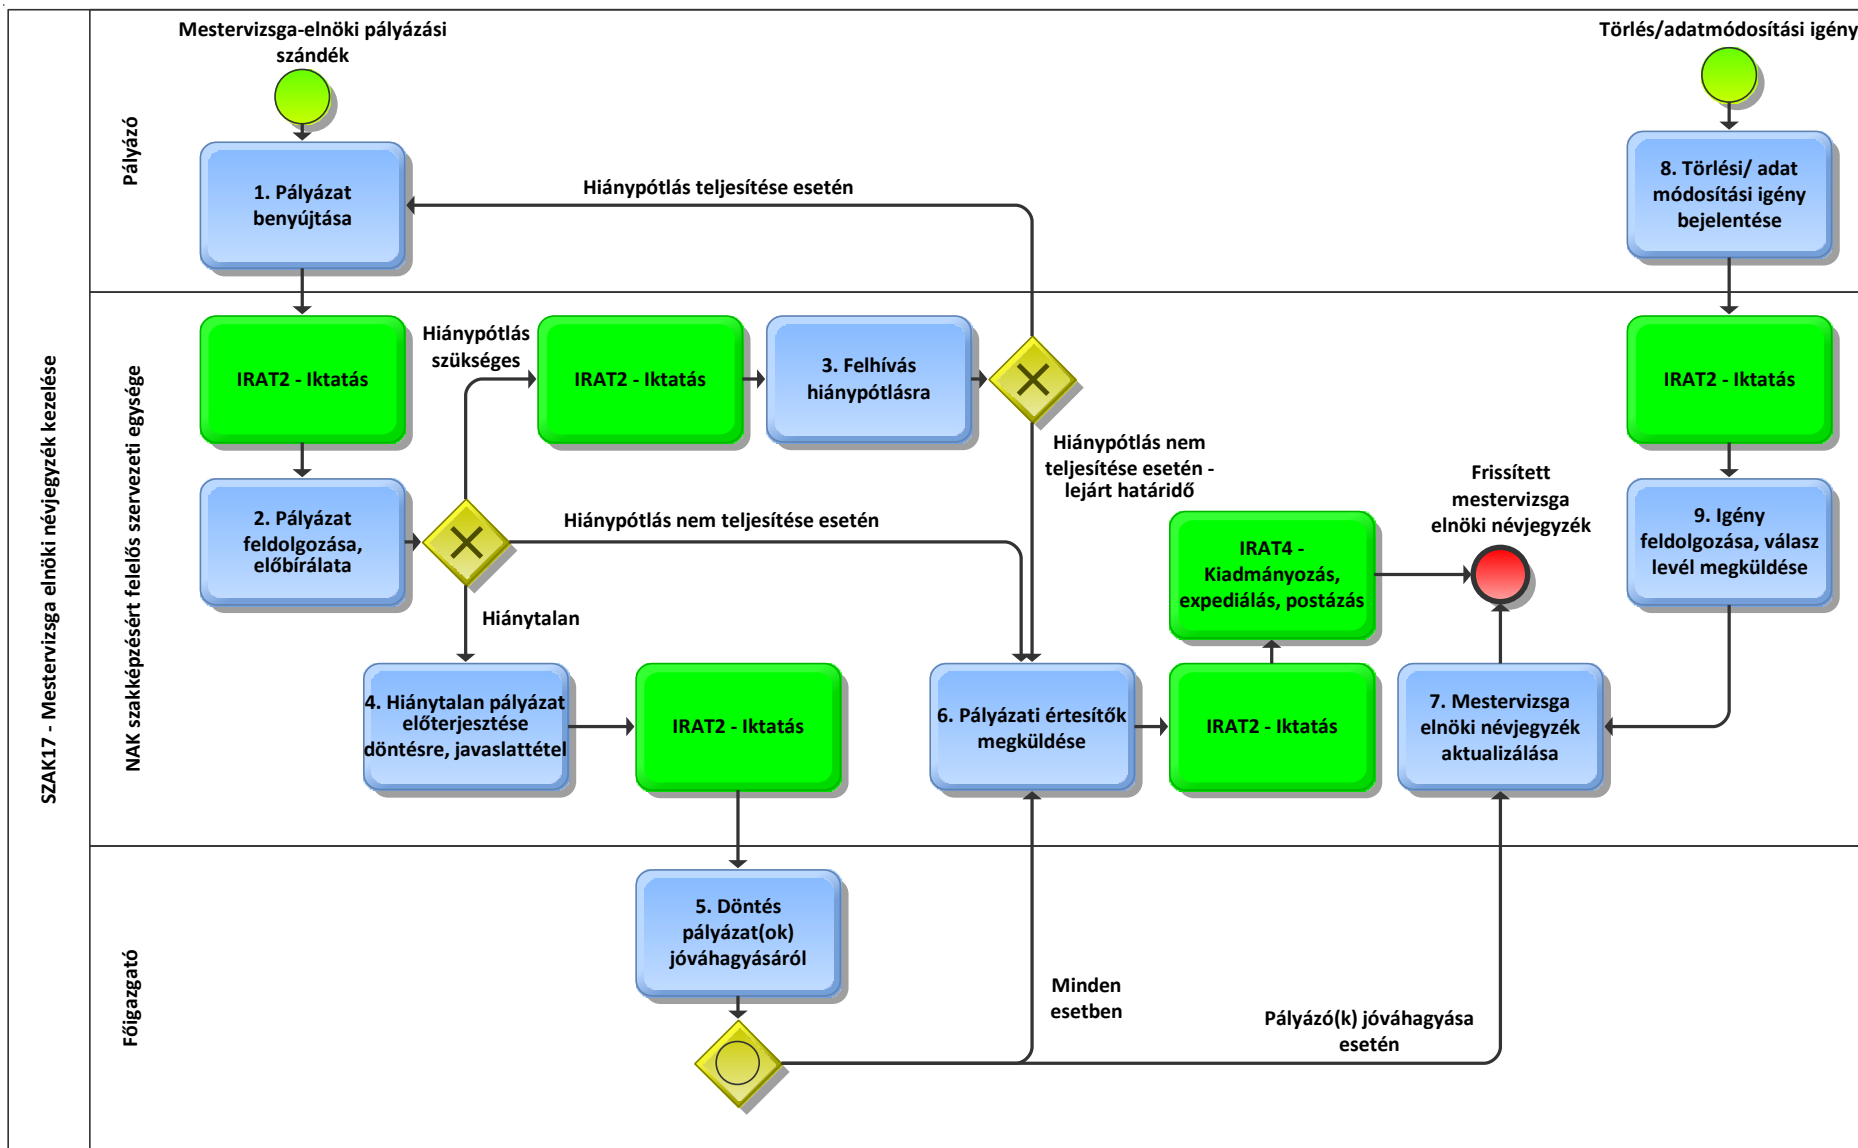 SZAK17 - Mestervizsga elnöki névjegyzék kezelése
Pályázó
Mestervizsga-elnöki pályázási
szándék
Törlés/adatmódosítási igény
1. Pályázat
benyújtása
Hiánypótlás teljesítése esetén
8. Törlési/ adat
módosítási igény
bejelentése
NAK szakképzésért felelős szervezeti egysége
IRAT2 - Iktatás
Hiánypótlás
szükséges
IRAT2 - Iktatás
3. Felhívás
hiánypótlásra
IRAT2 - Iktatás
Hiánypótlás nem
teljesítése esetén -
lejárt határidő
2. Pályázat
feldolgozása,
előbírálata
Hiánypótlás nem teljesítése esetén
Hiánytalan
IRAT4 -
Kiadmányozás,
expediálás, postázás
Frissített
mestervizsga
elnöki névjegyzék
9. Igény
feldolgozása, válasz
levél megküldése
4. Hiánytalan pályázat
előterjesztése
döntésre, javaslattétel
IRAT2 - Iktatás
6. Pályázati értesítők
megküldése
IRAT2 - Iktatás
7. Mestervizsga
elnöki névjegyzék
aktualizálása
Főigazgató
5. Döntés
pályázat(ok)
jóváhagyásáról
Minden
esetben
Pályázó(k) jóváhagyása
esetén